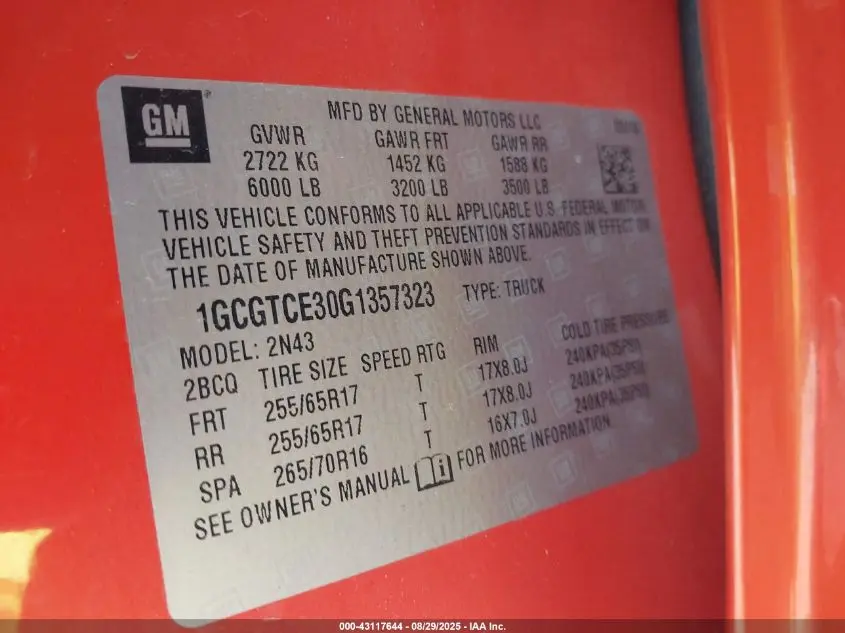 GM
MFD BY GENERAL MOTORS LLC
GVWR GAWR FRT GAWR RR
2722 KG 1452 KG 1588 KG
6000 LB 3200 LB 3500 LB
THIS VEHICLE CONFORMS TO ALL APPLICABLE U.S. FEDERAL MOTOR
VEHICLE SAFETY AND THEFT PREVENTION STANDARDS IN EFFECT ON
THE DATE OF MANUFACTURE SHOWN ABOVE.
1GCGTCE30G1357323 TYPE: TRUCK
MODEL: 2N43
2BCQ TIRE SIZE SPEED RTG RIM COLD TIRE PRESSURE
FRT 255/65R17 T 17X8.0J 240KPA(35PSI)
RR 255/65R17 T 17X8.0J 240KPA(35PSI)
SPA 265/70R16 T 16X7.0J 240KPA(35PSI)
SEE OWNER'S MANUAL FOR MORE INFORMATION.
000-43117644 - 08/29/2025 - IAA Inc.